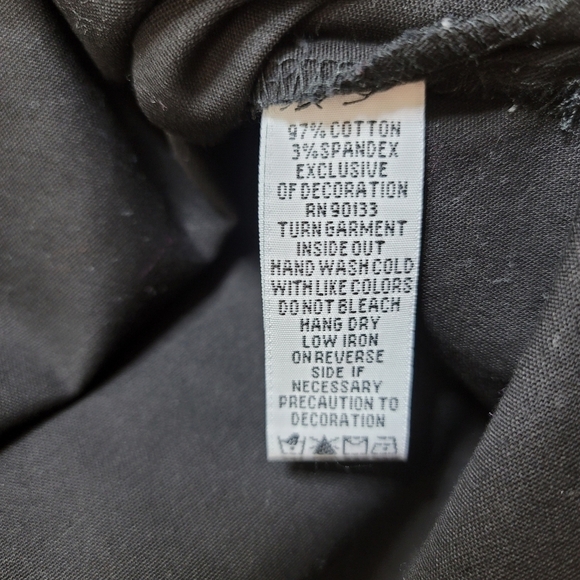 97% COTTON
3% SPANDEX
EXCLUSIVE
OF DECORATION
RN 90133
TURN GARMENT
INSIDE OUT
HAND WASH COLD
WITH LIKE COLORS
DO NOT BLEACH
HANG DRY
LOW IRON
ON REVERSE
SIDE IF
NECESSARY
PRECAUTION TO
DECORATION